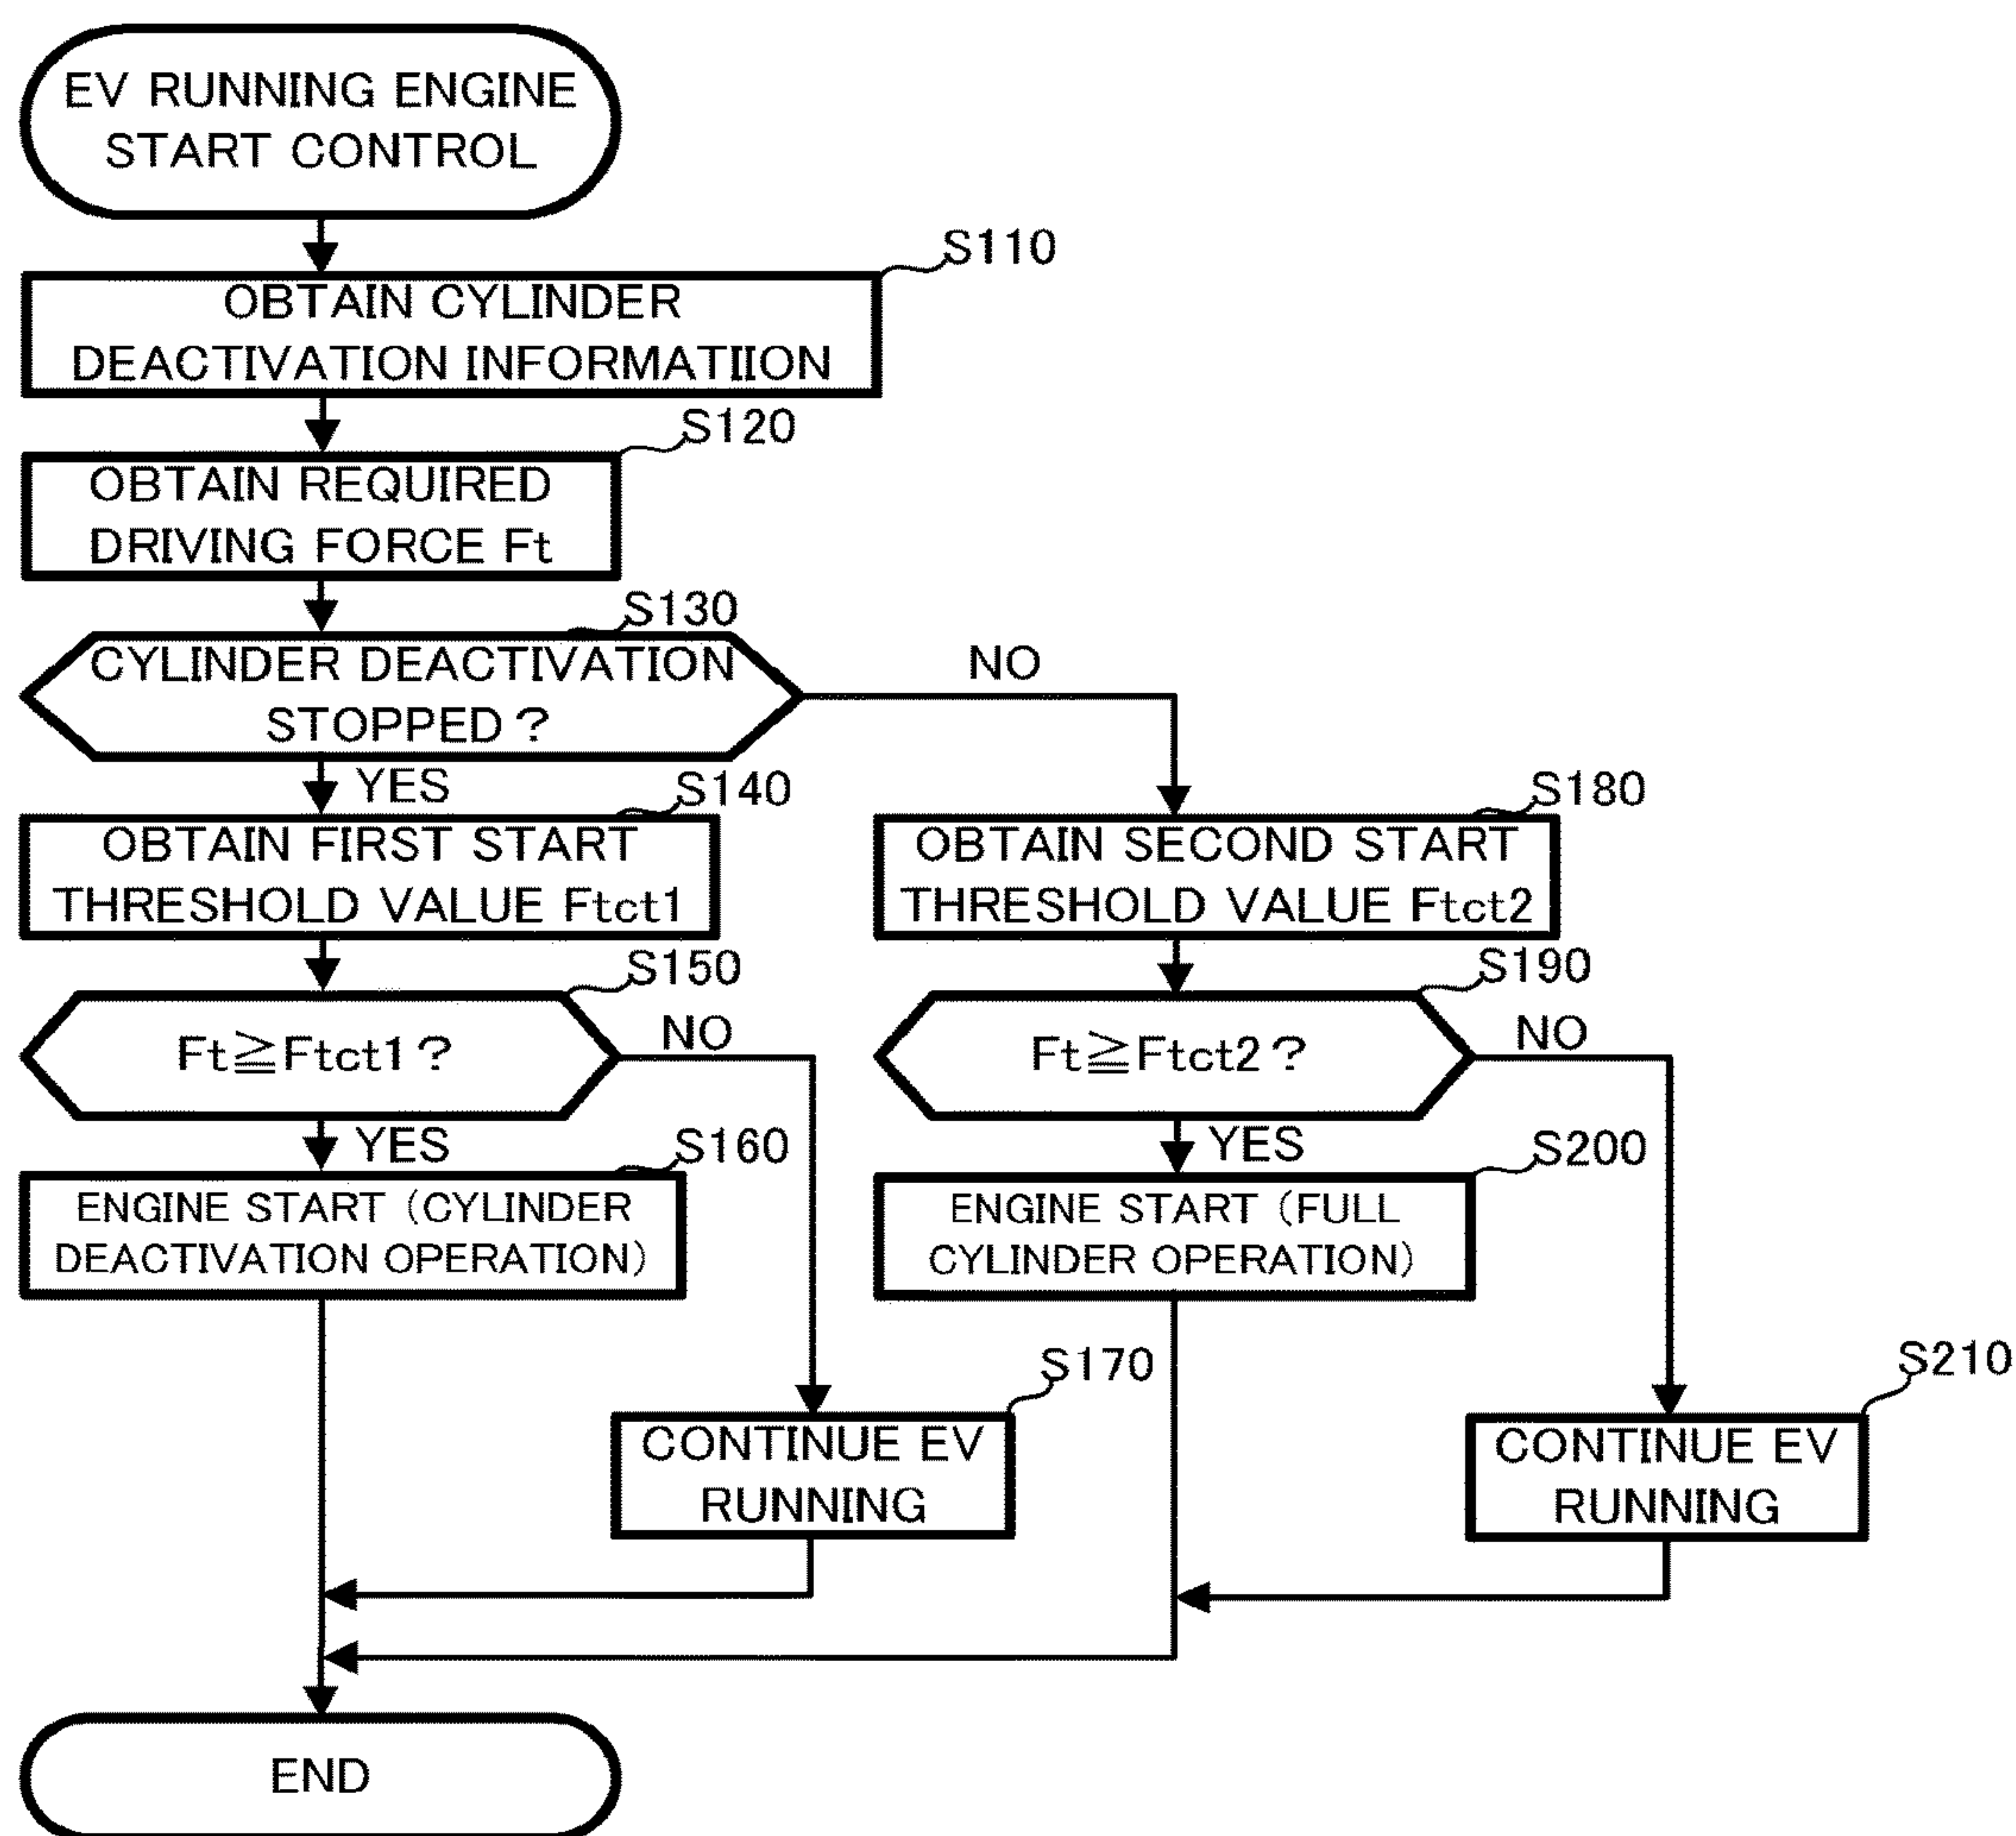 EV RUNNING ENGINE
START CONTROL
S110
OBTAIN CYLINDER
DEACTIVATION INFORMATIION
S120
OBTAIN REQUIRED
DRIVING FORCE Ft
S130
CYLINDER DEACTIVATION
STOPPED?
NO
YES
S140
OBTAIN FIRST START
THRESHOLD VALUE Ftct1
S180
OBTAIN SECOND START
THRESHOLD VALUE Ftct2
S150
Ft≧Ftct1?
NO
YES
S190
Ft≧Ftct2?
NO
YES
S160
ENGINE START (CYLINDER
DEACTIVATION OPERATION)
S200
ENGINE START (FULL
CYLINDER OPERATION)
S170
CONTINUE EV
RUNNING
S210
CONTINUE EV
RUNNING
END